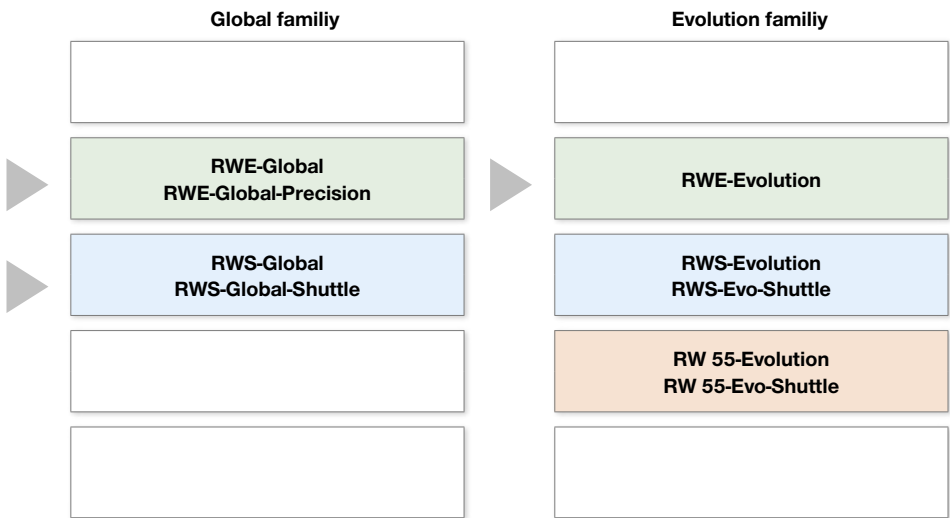 Global familiy
Evolution familiy
RWE-Global
RWE-Global-Precision
RWE-Evolution
RWS-Global
RWS-Global-Shuttle
RWS-Evolution
RWS-Evo-Shuttle
RW 55-Evolution
RW 55-Evo-Shuttle